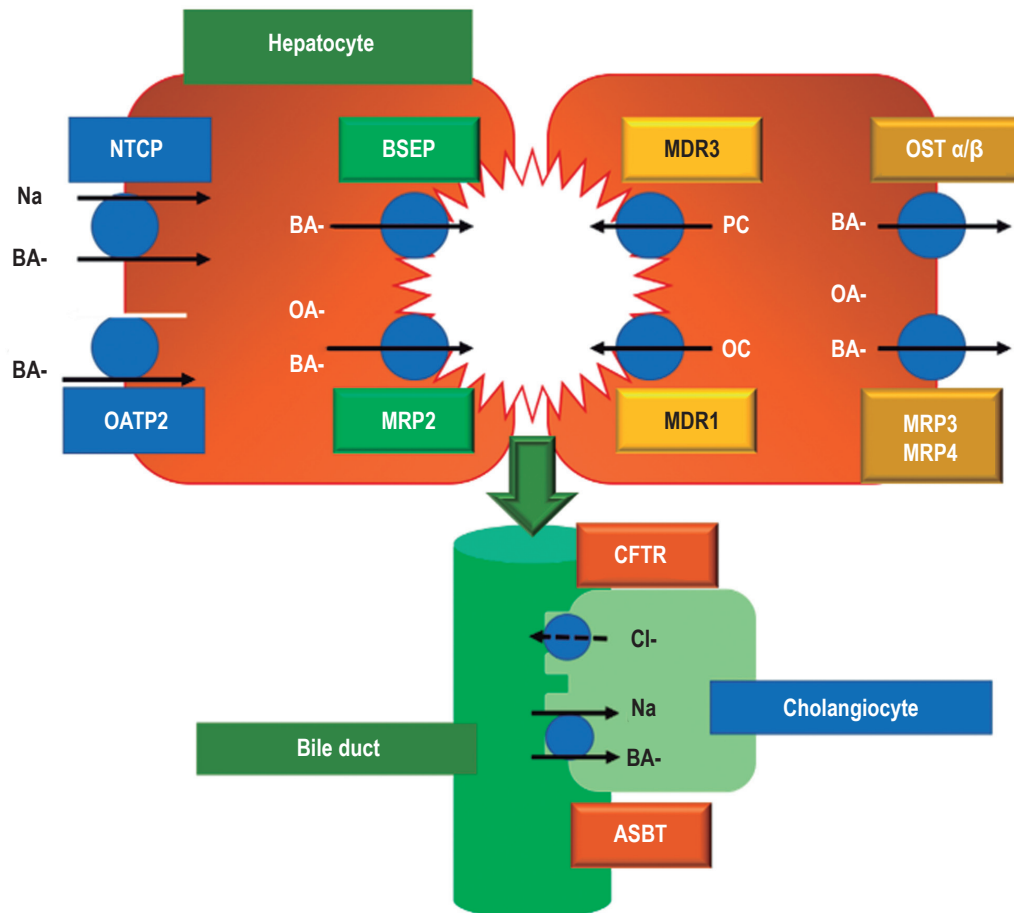 Hepatocyte
NTCP
BSEP
MDR3
OST α/β
Na
BA-
PC
BA-
BA-
OA-
OA-
BA-
BA-
OC
BA-
OATP2
MRP2
MDR1
MRP3
MRP4
CFTR
Cl-
Na
Cholangiocyte
Bile duct
BA-
ASBT